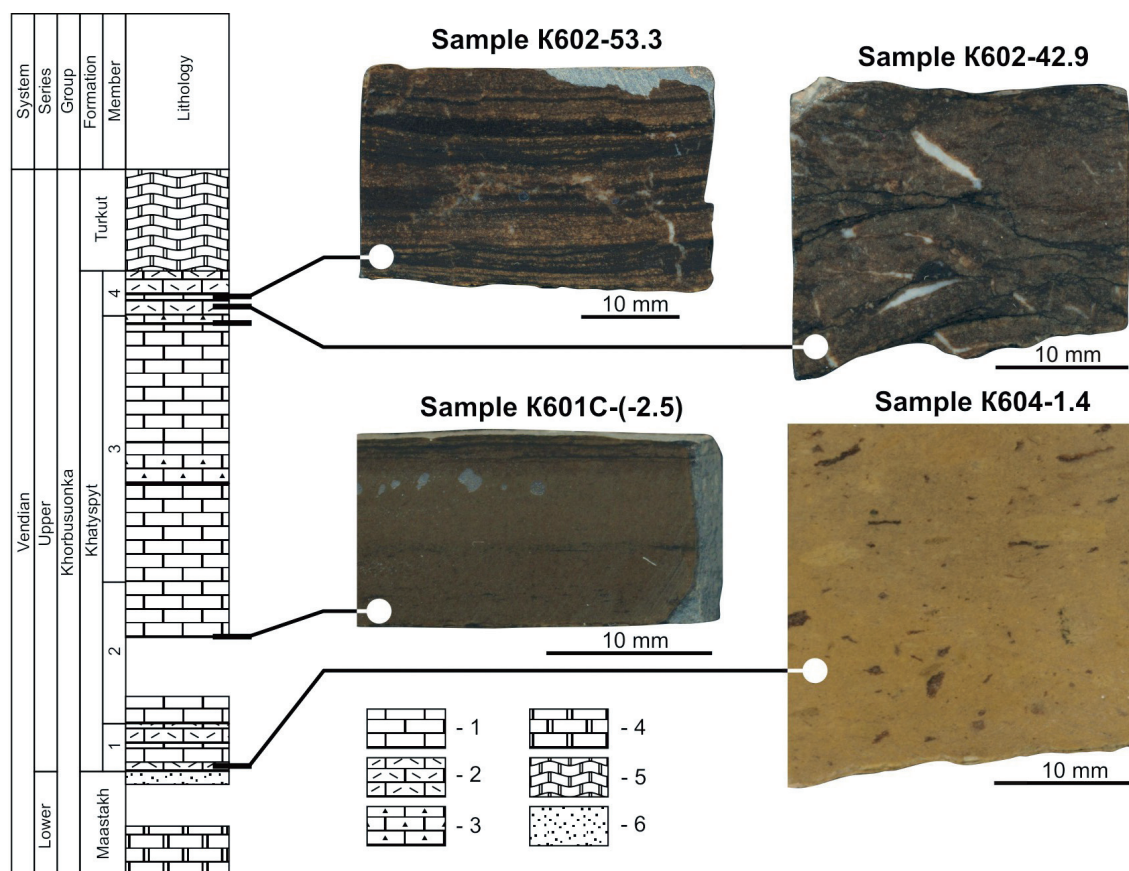 System
Series
Group
Formation
Member
Lithology
Vendian
Upper
Lower
Khorbusuonka
Turkut
Khatyspyt
Maastakh
4
3
2
1
Sample K602-53.3
10 mm
Sample K602-42.9
10 mm
Sample K601C-(-2.5)
10 mm
Sample K604-1.4
10 mm
- 1
- 2
- 3
- 4
- 5
- 6